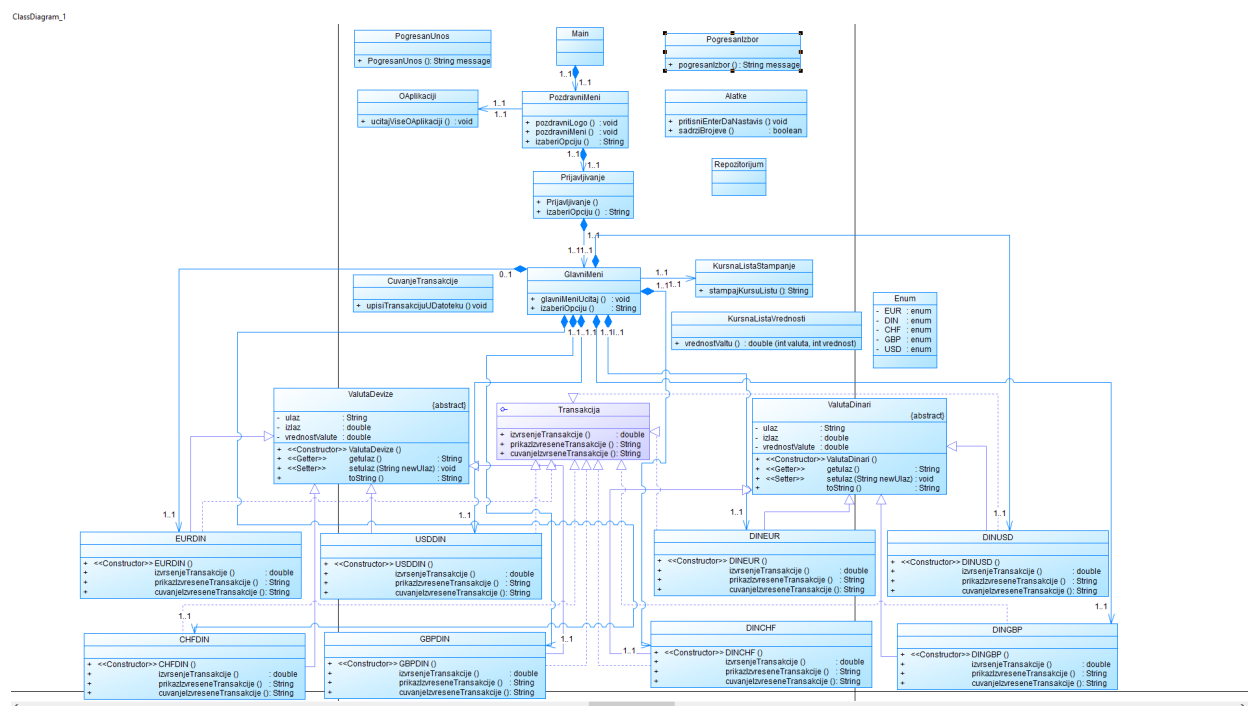 ClassDiagram_1
PogresanUnos
+ PogresanUnos (): String message
Main
PogresanIzbor
+ pogresanIzbor () : String message
1..1
1..1
OAplikaciji
+ ucitajViseOAplikaciji () : void
1..1
1..1
PozdravniMeni
+ pozdravniLogo () : void
+ pozdravniMeni () : void
+ izaberiOpciju () : String
Alatke
+ pritisniEnterDaNastavis () void
+ sadrziBrojeve () : boolean
1..1
1..1
Repozitorijum
Prijavljivanje
+ Prijavljivanje ()
+ izaberiOpciju () : String
1..1
1..11..1
0..1
GlavniMeni
+ glavniMeniUcitaj () : void
+ izaberiOpciju () : String
1..1
1..11..1
KursnaListaStampanje
+ stampajKursuListu (): String
CuvanjeTransakcije
+ upisiTransakcijuUDatoteku () void
KursnaListaVrednosti
+ vrednostValtu () : double (int valuta, int vrednost)
Enum
- EUR : enum
- DIN : enum
- CHF : enum
- GBP : enum
- USD : enum
ValutaDevize
{abstract}
- ulaz : String
- izlaz : double
- vrednostValute : double
+ <<Constructor>> ValutaDevize ()
+ <<Getter>> getulaz () : String
+ <<Setter>> setulaz (String newUlaz) : void
+ toString () : String
Transakcija
+ izvrsenjeTransakcije () : double
+ prikazIzvreseneTransakcije () : String
+ cuvanjeIzvreseneTransakcije (): String
ValutaDinari
{abstract}
- ulaz : String
- izlaz : double
- vrednostValute : double
+ <<Constructor>> ValutaDinari ()
+ <<Getter>> getulaz () : String
+ <<Setter>> setulaz (String newUlaz) : void
+ toString () : String
1..1
1..1
1..1
1..1
EURDIN
+ <<Constructor>> EURDIN ()
+ izvrsenjeTransakcije () : double
+ prikazIzvreseneTransakcije () : String
+ cuvanjeIzvreseneTransakcije (): String
USDDIN
+ <<Constructor>> USDDIN ()
+ izvrsenjeTransakcije () : double
+ prikazIzvreseneTransakcije () : String
+ cuvanjeIzvreseneTransakcije (): String
DINEUR
+ <<Constructor>> DINEUR ()
+ izvrsenjeTransakcije () : double
+ prikazIzvreseneTransakcije () : String
+ cuvanjeIzvreseneTransakcije (): String
DINUSD
+ <<Constructor>> DINUSD ()
+ izvrsenjeTransakcije () : double
+ prikazIzvreseneTransakcije () : String
+ cuvanjeIzvreseneTransakcije (): String
1..1
1..1
1..1
1..1
CHFDIN
+ <<Constructor>> CHFDIN ()
+ izvrsenjeTransakcije () : double
+ prikazIzvreseneTransakcije () : String
+ cuvanjeIzvreseneTransakcije (): String
GBPDIN
+ <<Constructor>> GBPDIN ()
+ izvrsenjeTransakcije () : double
+ prikazIzvreseneTransakcije () : String
+ cuvanjeIzvreseneTransakcije (): String
DINCHF
+ <<Constructor>> DINCHF ()
+ izvrsenjeTransakcije () : double
+ prikazIzvreseneTransakcije () : String
+ cuvanjeIzvreseneTransakcije (): String
DINGBP
+ <<Constructor>> DINGBP ()
+ izvrsenjeTransakcije () : double
+ prikazIzvreseneTransakcije () : String
+ cuvanjeIzvreseneTransakcije (): String